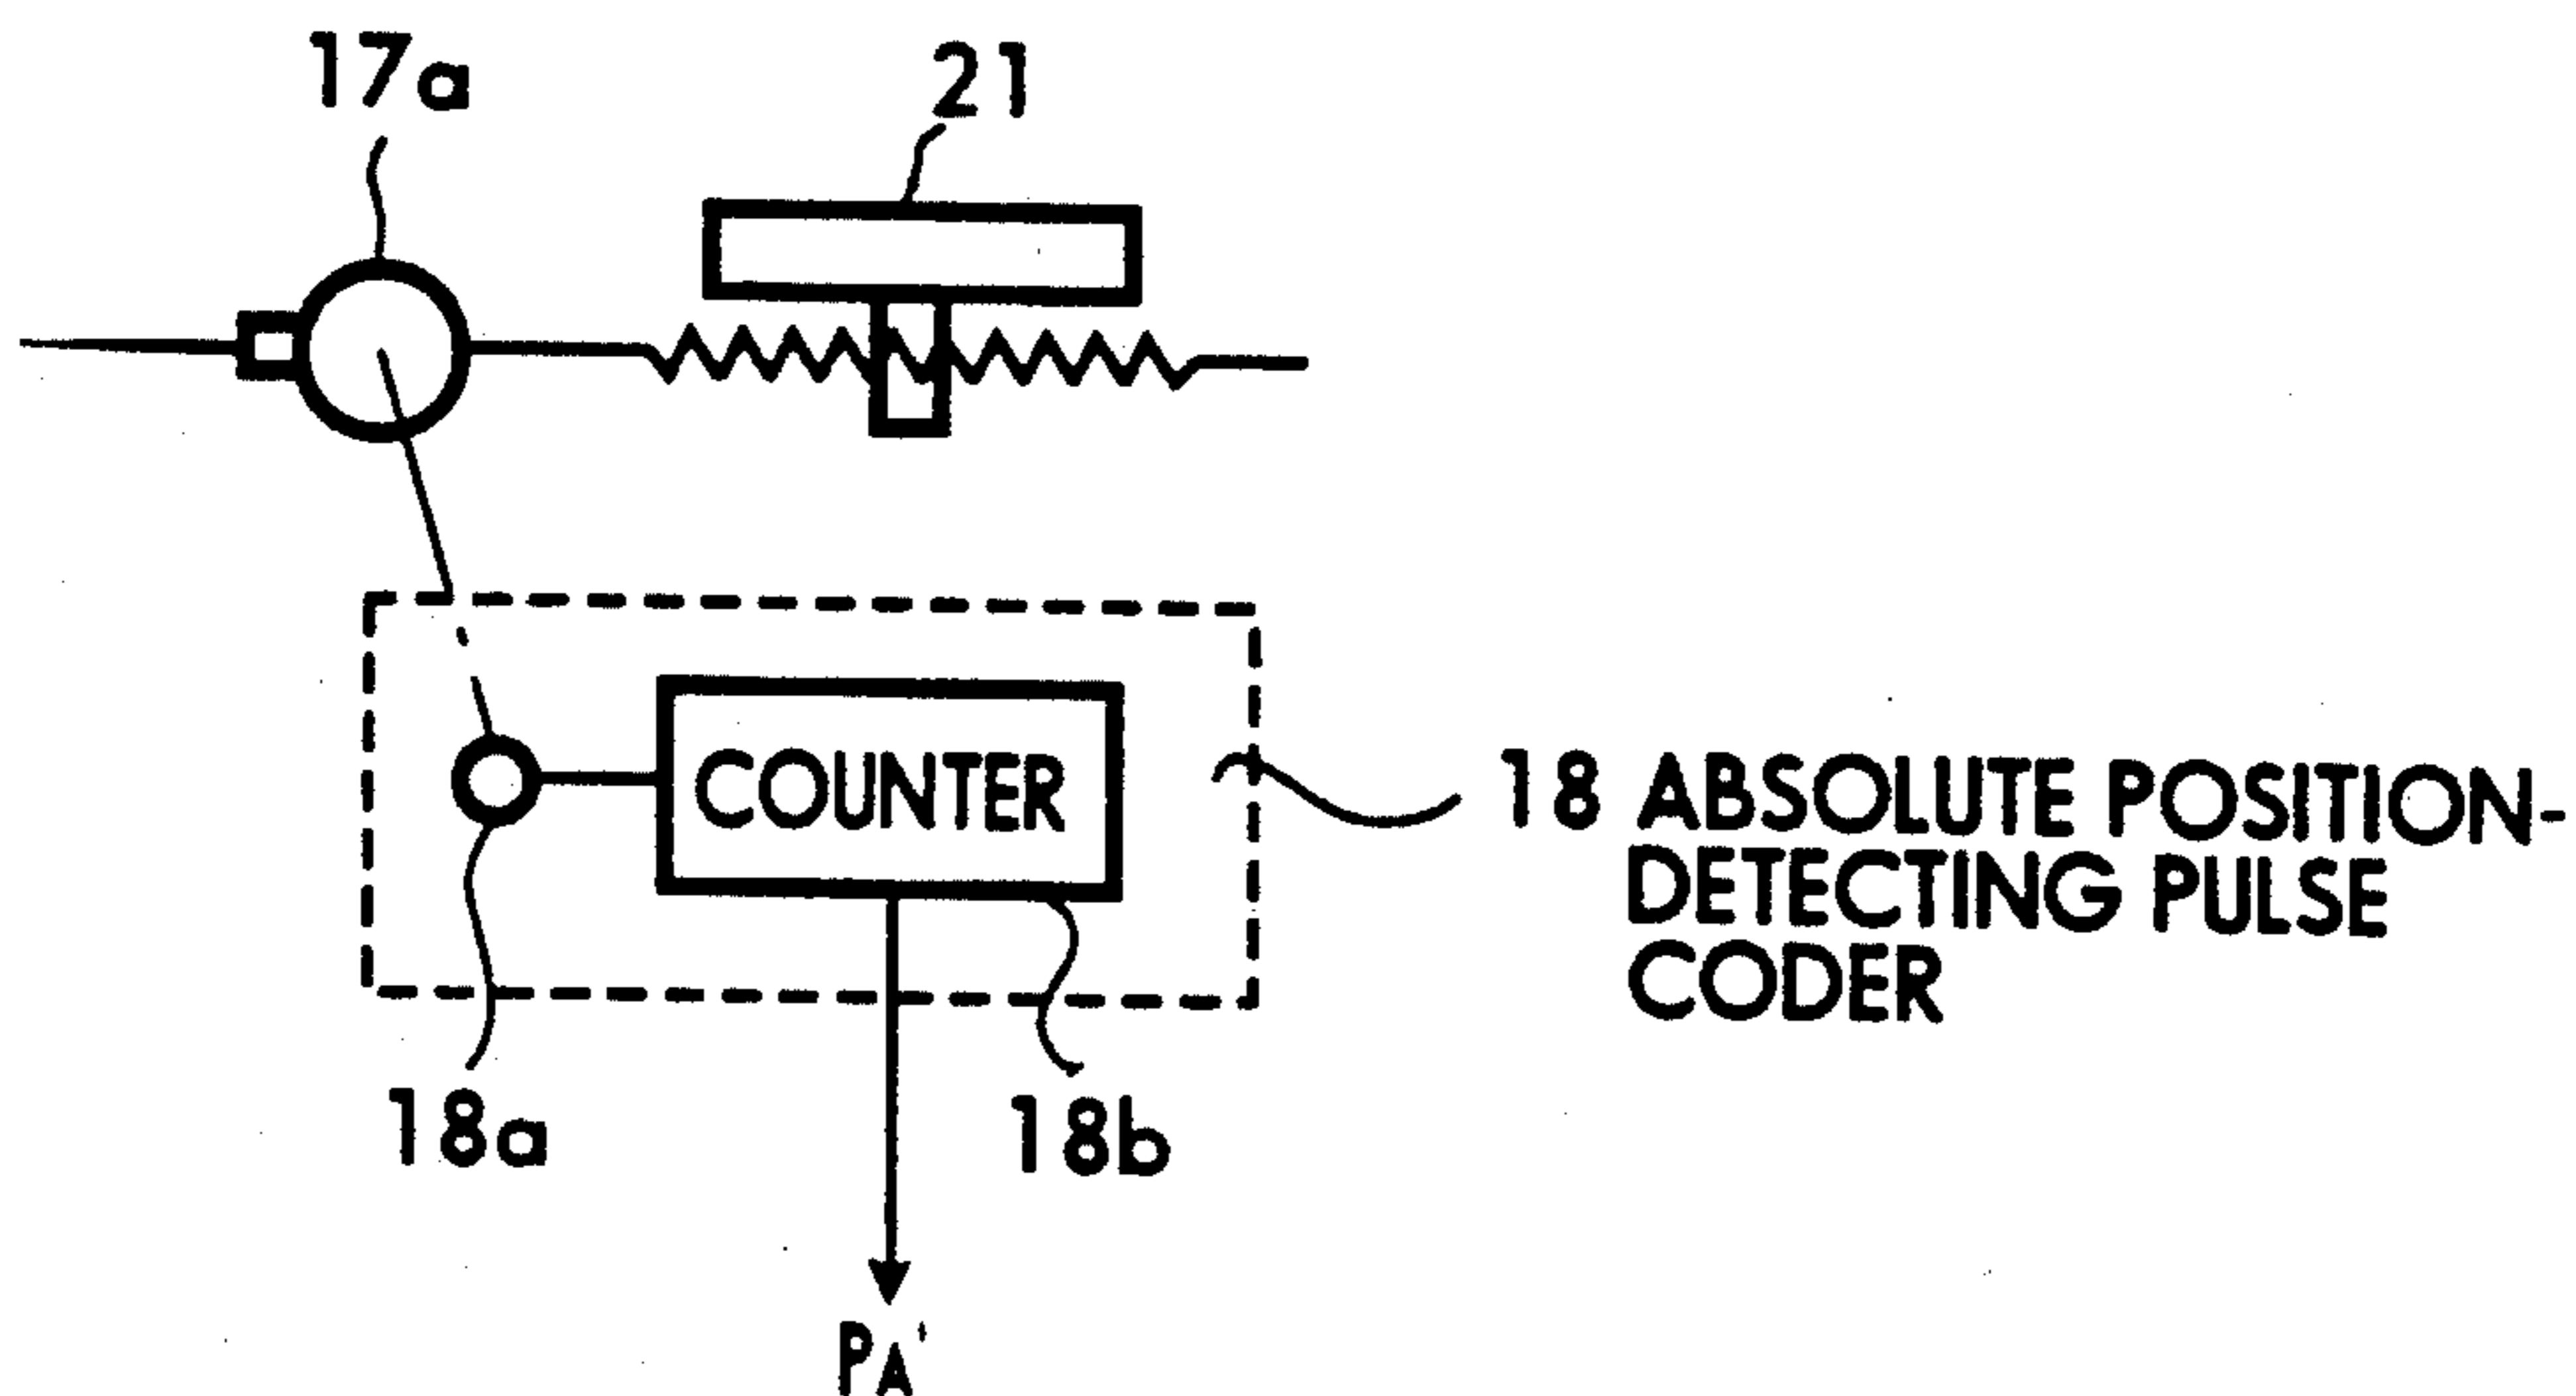 17a
21
COUNTER
18 ABSOLUTE POSITION-
DETECTING PULSE
CODER
18a
18b
PA'